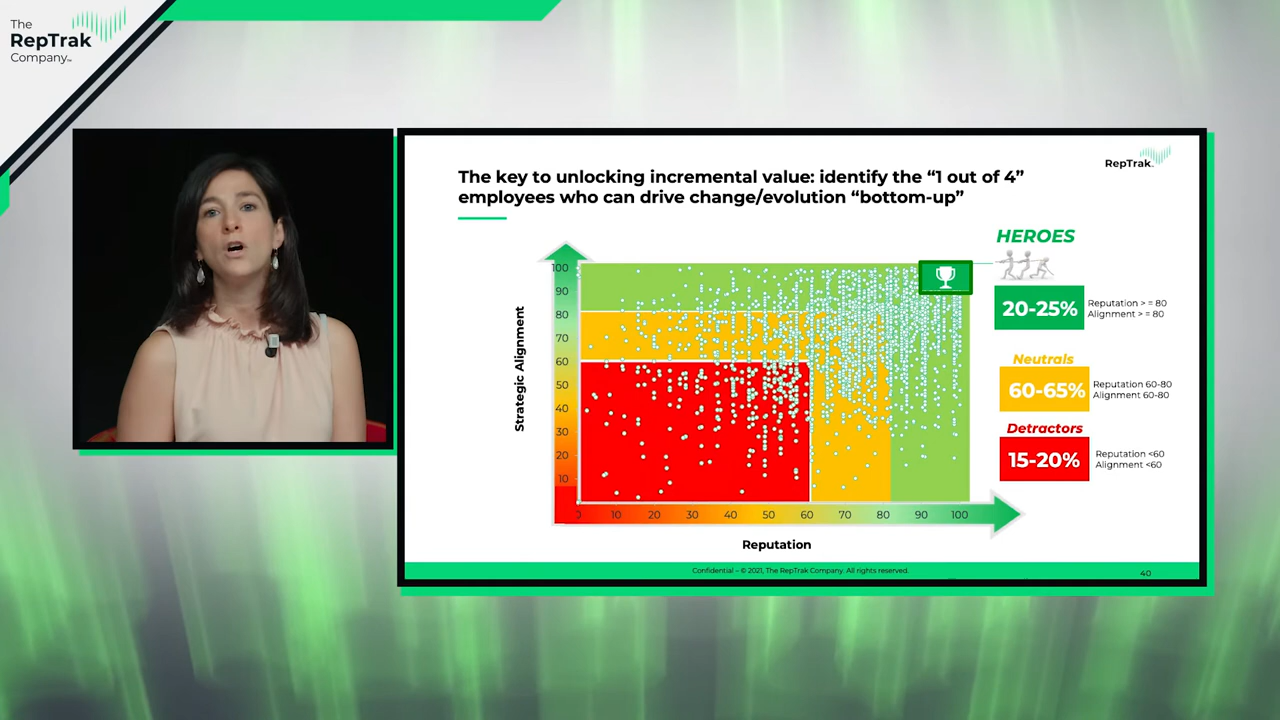 The
RepTrak
Company™
RepTrak™
The key to unlocking incremental value: identify the “1 out of 4”
employees who can drive change/evolution “bottom-up”
HEROES
20-25%
Reputation > = 80
Alignment > = 80
Neutrals
60-65%
Reputation 60-80
Alignment 60-80
Detractors
15-20%
Reputation <60
Alignment <60
Strategic Alignment
100
90
80
70
60
50
40
30
20
10
0 10 20 30 40 50 60 70 80 90 100
Reputation
Confidential – © 2021, The RepTrak Company. All rights reserved.
40